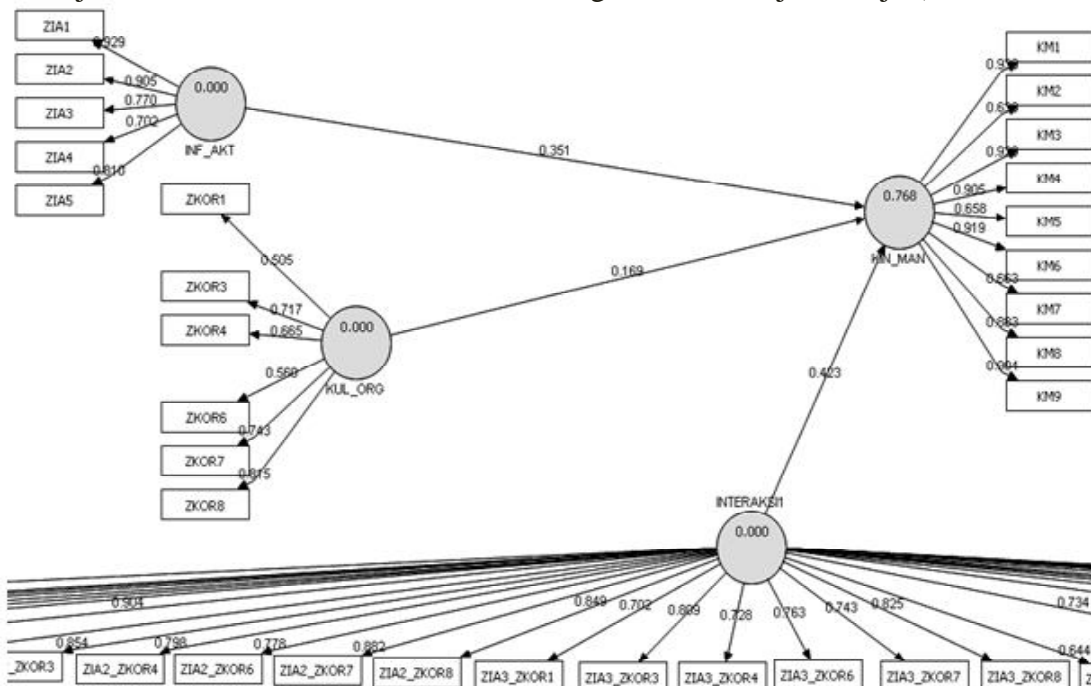 ZIA1
0.929
ZIA2
0.905
ZIA3
0.770
0.702
ZIA4
0.810
ZIA5
0.000
INF_AKT
0.351
ZKOR1
0.505
ZKOR3
0.717
ZKOR4
0.665
0.000
KUL_ORG
0.169
ZKOR6
0.743
ZKOR7
0.815
ZKOR8
0.768
KM1
KM2
KM3
0.905
KM4
0.658
KM5
0.919
KM6
KM7
KM8
KM9
0.423
INTERAKSI1
0.000
0.904
0.854
0.798
0.778
0.882
0.849
0.702
0.728
0.763
0.743
0.825
0.734
0.644
_ZKOR3
ZIA2_ZKOR4
ZIA2_ZKOR6
ZIA2_ZKOR7
ZIA2_ZKOR8
ZIA3_ZKOR1
ZIA3_ZKOR3
ZIA3_ZKOR4
ZIA3_ZKOR6
ZIA3_ZKOR7
ZIA3_ZKOR8